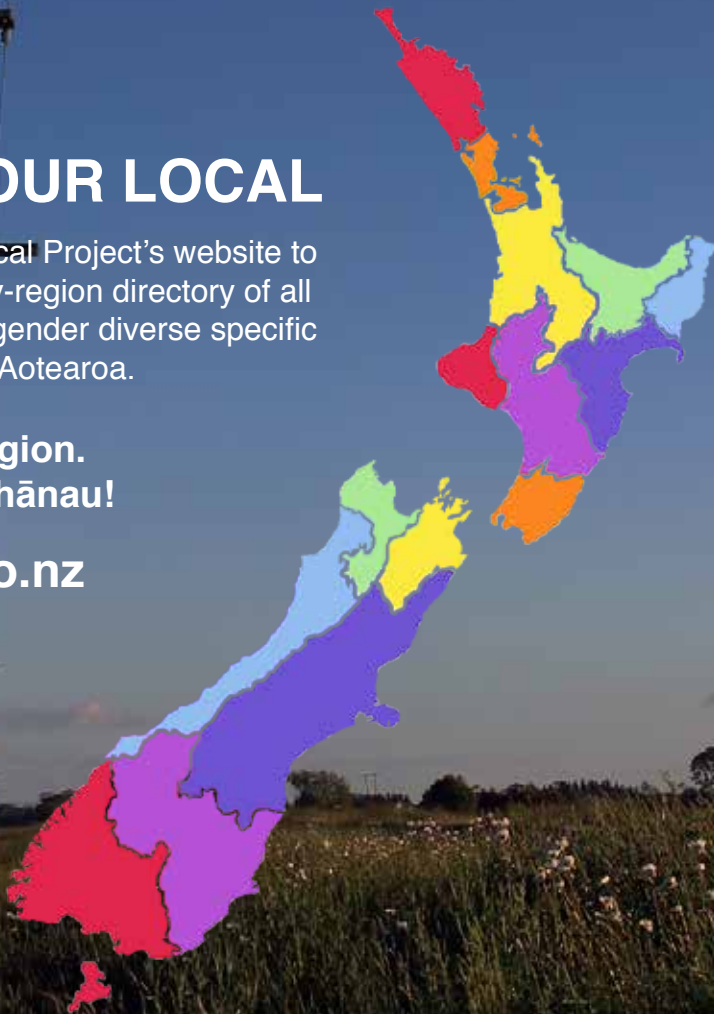 OUR LOCAL
cal Project's website to
y-region directory of all
gender diverse specific
Aotearoa.
gion.
hānau!
o.nz